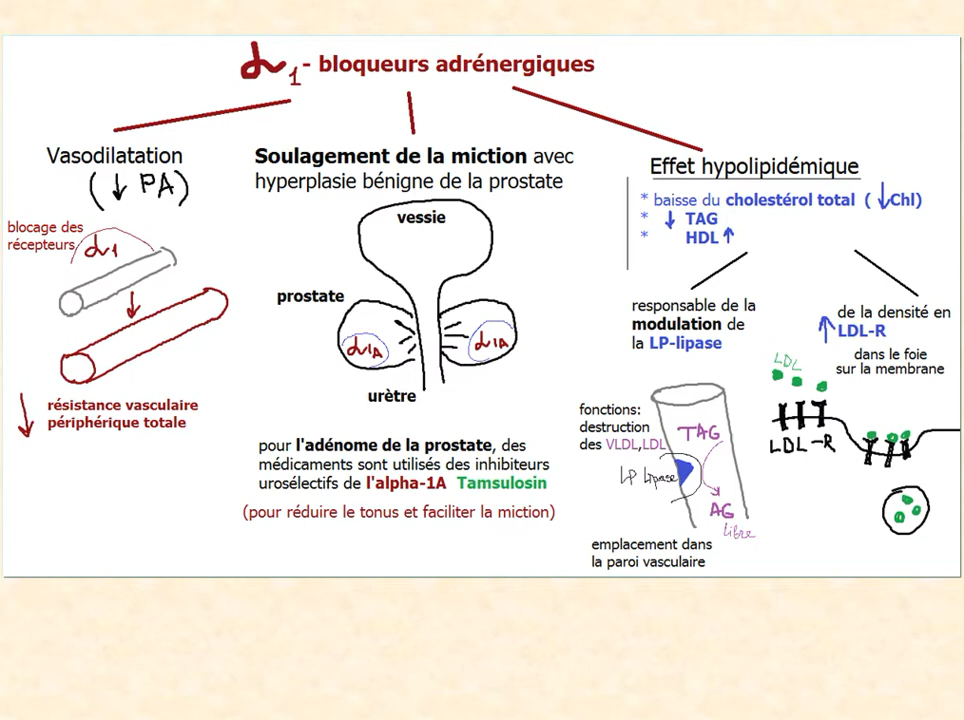 α1- bloqueurs adrénergiques
Vasodilatation
(↓ PA)
blocage des
récepteurs α1
↓ résistance vasculaire
périphérique totale
Soulagement de la miction avec
hyperplasie bénigne de la prostate
vessie
prostate
α1A
α1A
urètre
pour l'adénome de la prostate, des
médicaments sont utilisés des inhibiteurs
urosélectifs de l'alpha-1A Tamsulosin
(pour réduire le tonus et faciliter la miction)
Effet hypolipidémique
* baisse du cholestérol total ( ↓Chl)
* ↓ TAG
* HDL ↑
responsable de la
modulation de
la LP-lipase
fonctions:
destruction
des VLDL,LDL
TAG
LP Lipase
AG
libre
emplacement dans
la paroi vasculaire
de la densité en
↑ LDL-R
dans le foie
sur la membrane
LDL
LDL-R